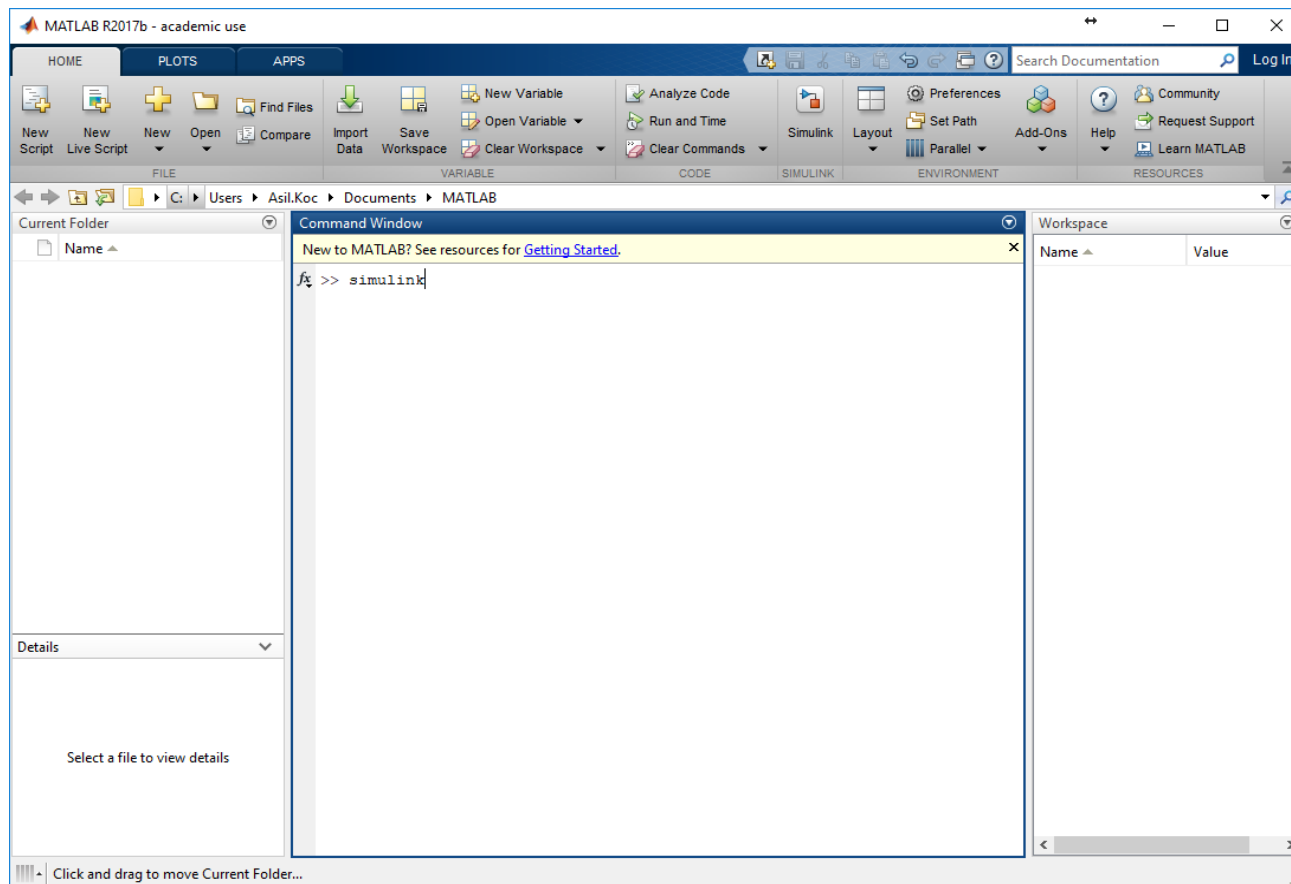 MATLAB R2017b - academic use
HOME PLOTS APPS
Search Documentation
Log In
New Script
New Live Script
New
Open
Find Files
Compare
FILE
Import Data
Save Workspace
New Variable
Open Variable
Clear Workspace
VARIABLE
Analyze Code
Run and Time
Clear Commands
CODE
Simulink
SIMULINK
Layout
Preferences
Set Path
Parallel
Add-Ons
ENVIRONMENT
Help
Community
Request Support
Learn MATLAB
RESOURCES
C: Users Asil.Koc Documents MATLAB
Current Folder
Name
Details
Select a file to view details
Command Window
New to MATLAB? See resources for Getting Started.
fx >> simulink
Workspace
Name Value
Click and drag to move Current Folder...